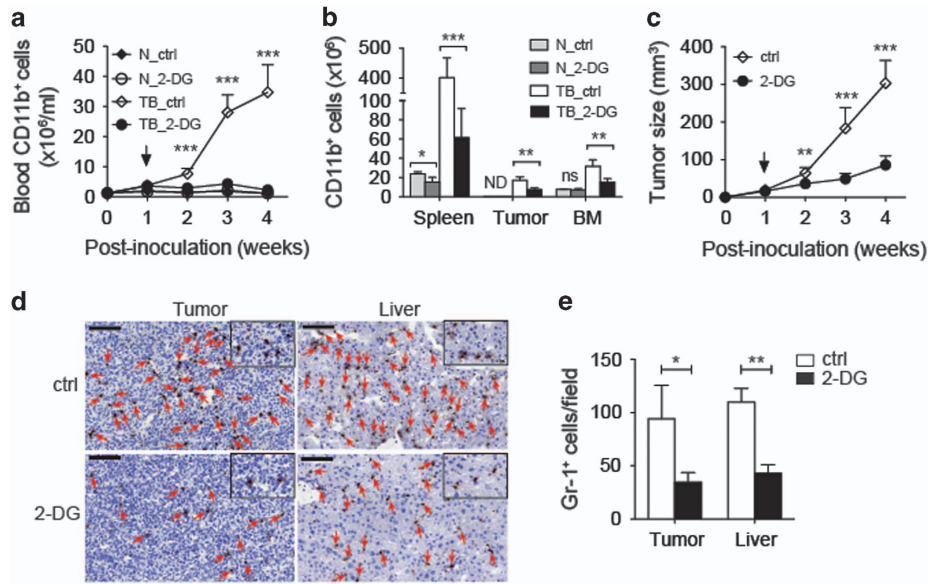 a
Blood CD11b⁺ cells
(x10⁶/ml)
50
40
30
20
10
0
N_ctrl
N_2-DG
TB_ctrl
TB_2-DG
***
***
***
0 1 2 3 4
Post-inoculation (weeks)
b
CD11b⁺ cells (x10⁶)
500
400
100
80
60
40
20
0
N_ctrl
N_2-DG
TB_ctrl
TB_2-DG
***
*
ND
**
ns
**
Spleen Tumor BM
c
Tumor size (mm³)
400
300
200
100
0
ctrl
2-DG
**
***
***
0 1 2 3 4
Post-inoculation (weeks)
d
Tumor Liver
ctrl
2-DG
e
Gr-1⁺ cells/field
150
100
50
0
ctrl
2-DG
* **
Tumor Liver